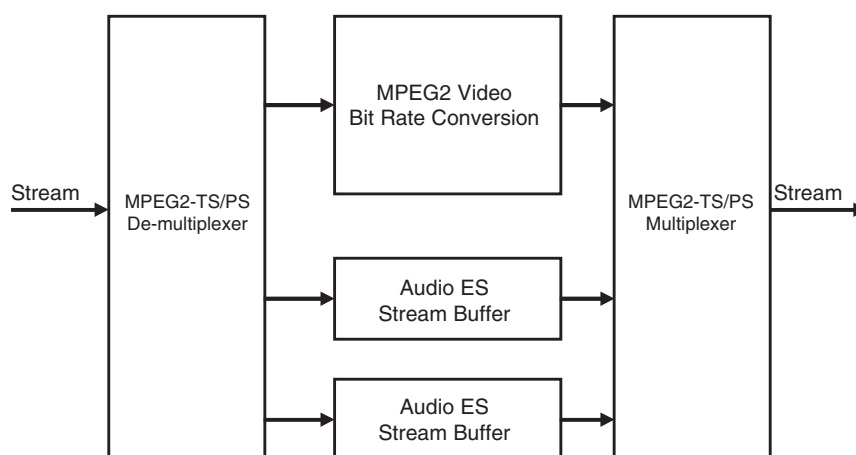 Stream
MPEG2-TS/PS
De-multiplexer
MPEG2 Video
Bit Rate Conversion
Audio ES
Stream Buffer
Audio ES
Stream Buffer
MPEG2-TS/PS
Multiplexer
Stream